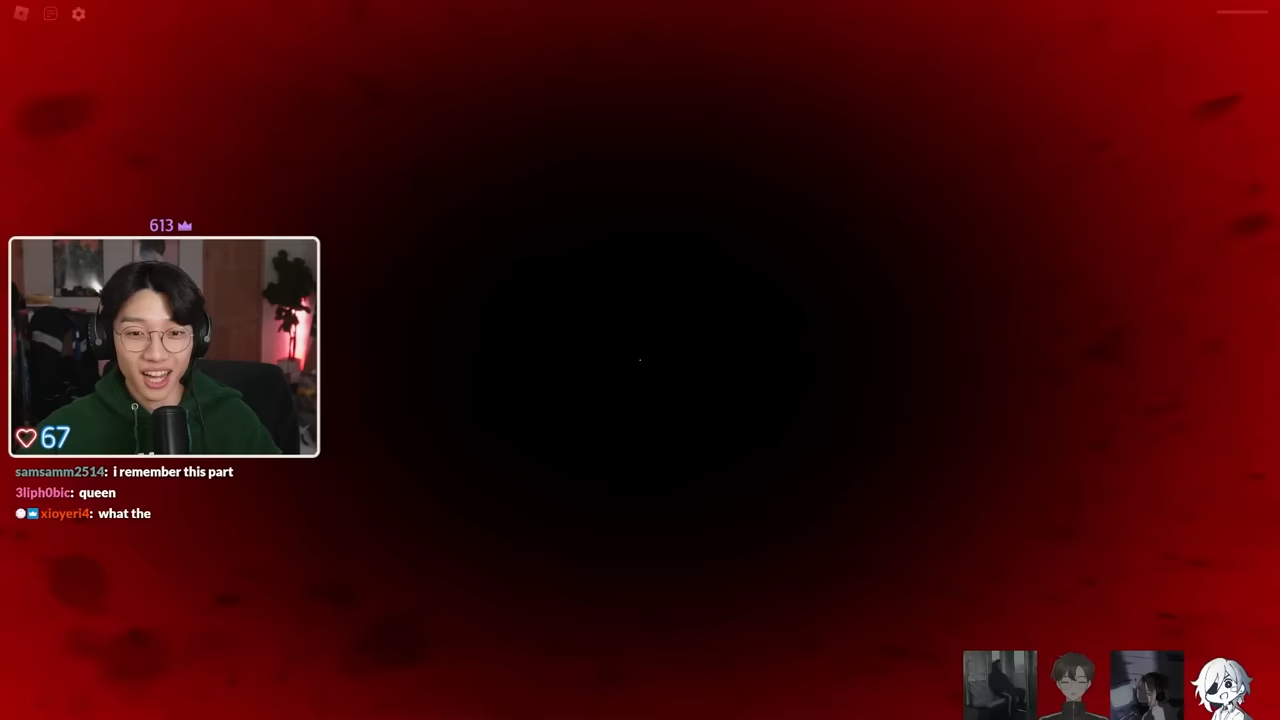 613
67
samsamm2514: i remember this part
3liph0bic: queen
xioyeri4: what the